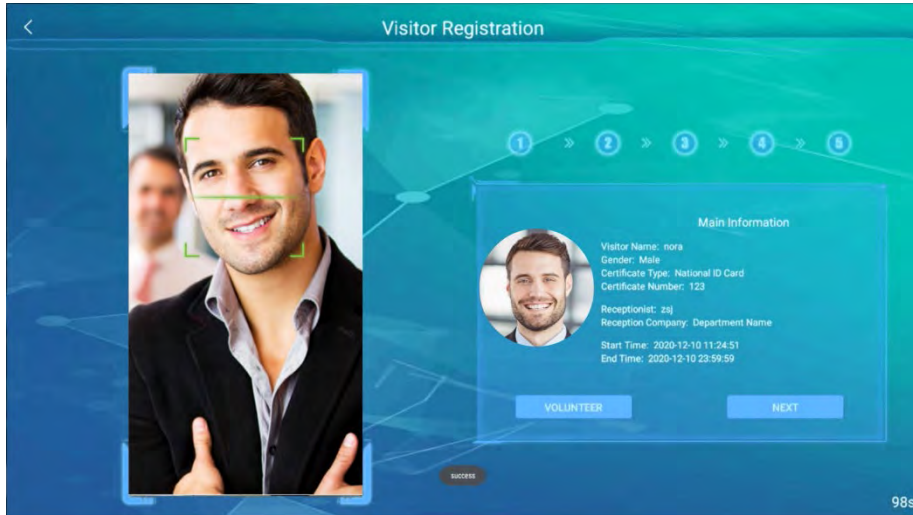 Visitor Registration
1 » 2 » 3 » 4 » 5
Main Information
Visitor Name: nora
Gender: Male
Certificate Type: National ID Card
Certificate Number: 123
Receptionist: zsj
Reception Company: Department Name
Start Time: 2020-12-10 11:24:51
End Time: 2020-12-10 23:59:59
VOLUNTEER NEXT
success
98s